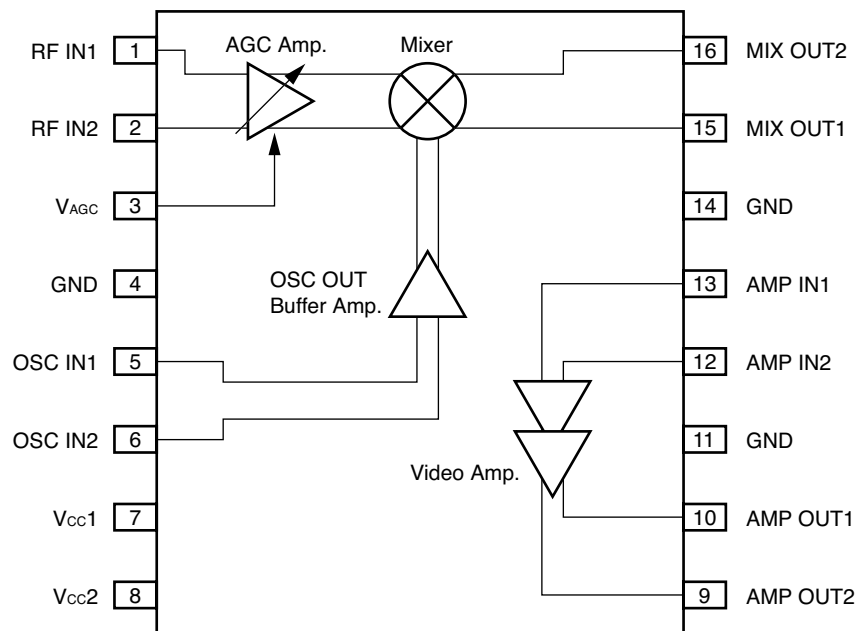 AGC Amp.
Mixer
RF IN1 1
16 MIX OUT2
RF IN2 2
15 MIX OUT1
VAGC 3
14 GND
GND 4
OSC OUT
Buffer Amp.
13 AMP IN1
OSC IN1 5
12 AMP IN2
OSC IN2 6
11 GND
Video Amp.
VCC1 7
10 AMP OUT1
VCC2 8
9 AMP OUT2